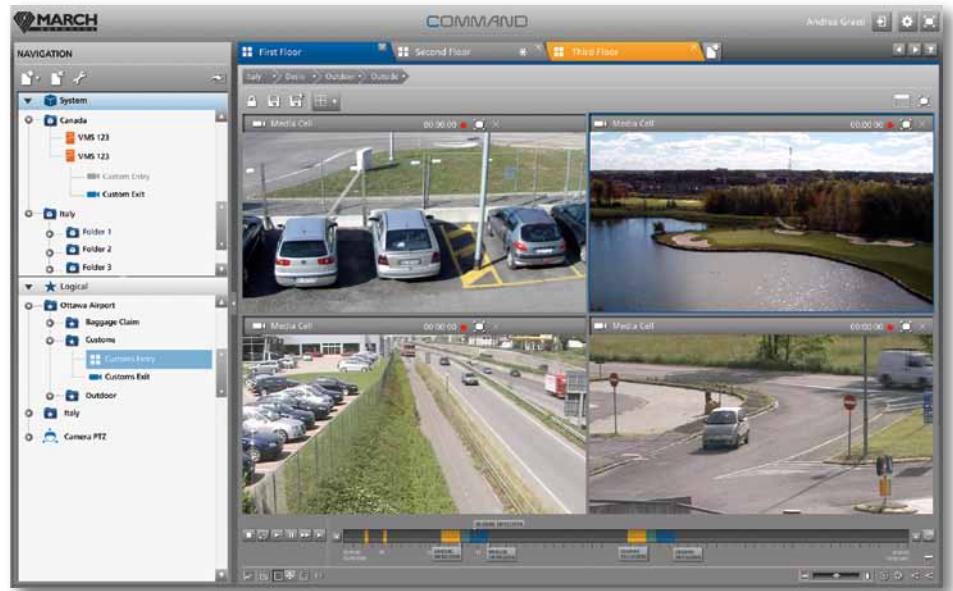 MARCH
NETWORKS
COMMAND
Andrea Grassi
NAVIGATION
First Floor
Second Floor
Third Floor
Italy
Outdoor
Outside
System
Canada
VMS 123
VMS 123
Custom Entry
Custom Exit
Italy
Folder 1
Folder 2
Folder 3
Logical
Ottawa Airport
Baggage Claim
Customs
Customs Entry
Customs Exit
Outdoor
Italy
Camera PTZ
Media Cell 00:00:00
Media Cell 00:00:00
Media Cell 00:00:00
Media Cell 00:00:00